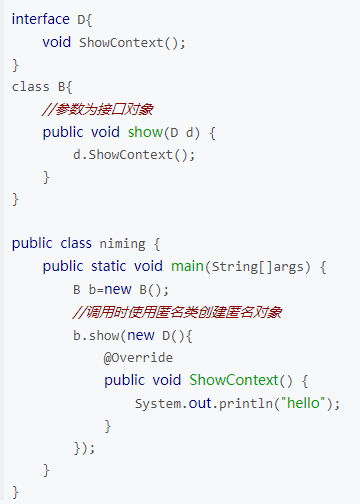 interface D{
    void ShowContext();
}
class B{
    //参数为接口对象
    public void show(D d) {
        d.ShowContext();
    }
}

public class niming {
    public static void main(String[]args) {
        B b=new B();
        //调用时使用匿名类创建匿名对象
        b.show(new D(){
            @Override
            public void ShowContext() {
                System.out.println("hello");
            }
        });
    }
}